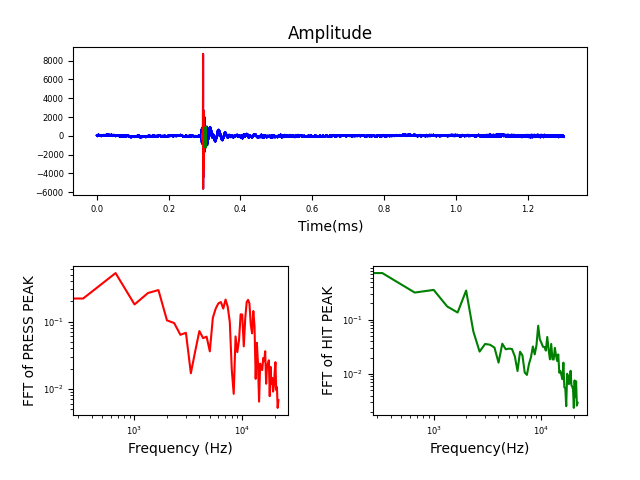 Amplitude
8000
6000
4000
2000
0
−2000
−4000
−6000
0.0 0.2 0.4 0.6 0.8 1.0 1.2
Time(ms)
FFT of PRESS PEAK
10⁻¹
10⁻²
10³ 10⁴
Frequency (Hz)
FFT of HIT PEAK
10⁻¹
10⁻²
10³ 10⁴
Frequency(Hz)